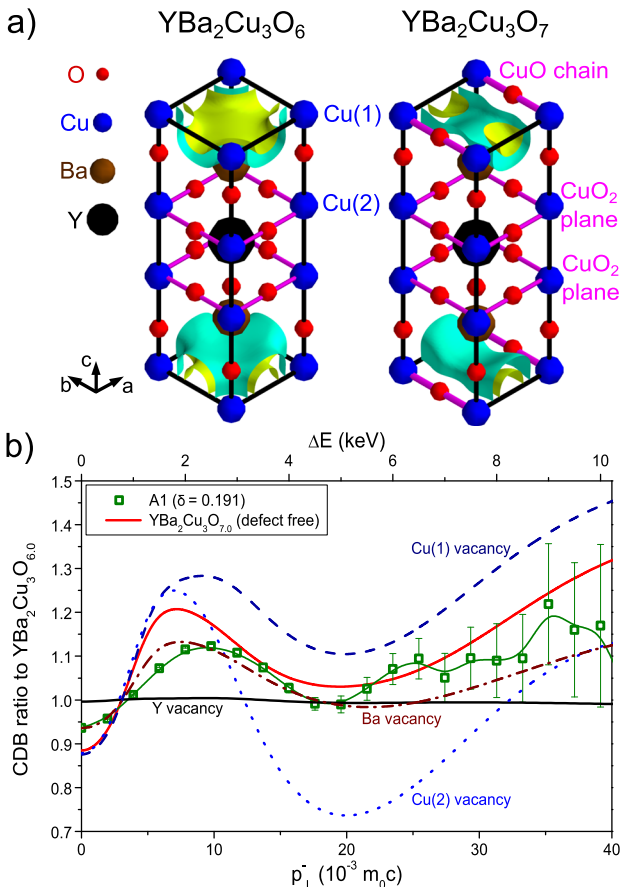 a)
YBa2Cu3O6
YBa2Cu3O7
O
Cu
Ba
Y
Cu(1)
Cu(2)
CuO chain
CuO2
plane
CuO2
plane
c
b
a
b)
ΔE (keV)
0 2 4 6 8 10
1.5
1.4
1.3
1.2
1.1
1.0
0.9
0.8
0.7
CDB ratio to YBa2Cu3O6.0
A1 (δ = 0.191)
YBa2Cu3O7.0 (defect free)
Cu(1) vacancy
Y vacancy
Ba vacancy
Cu(2) vacancy
0 10 20 30 40
p-L (10-3 m0c)